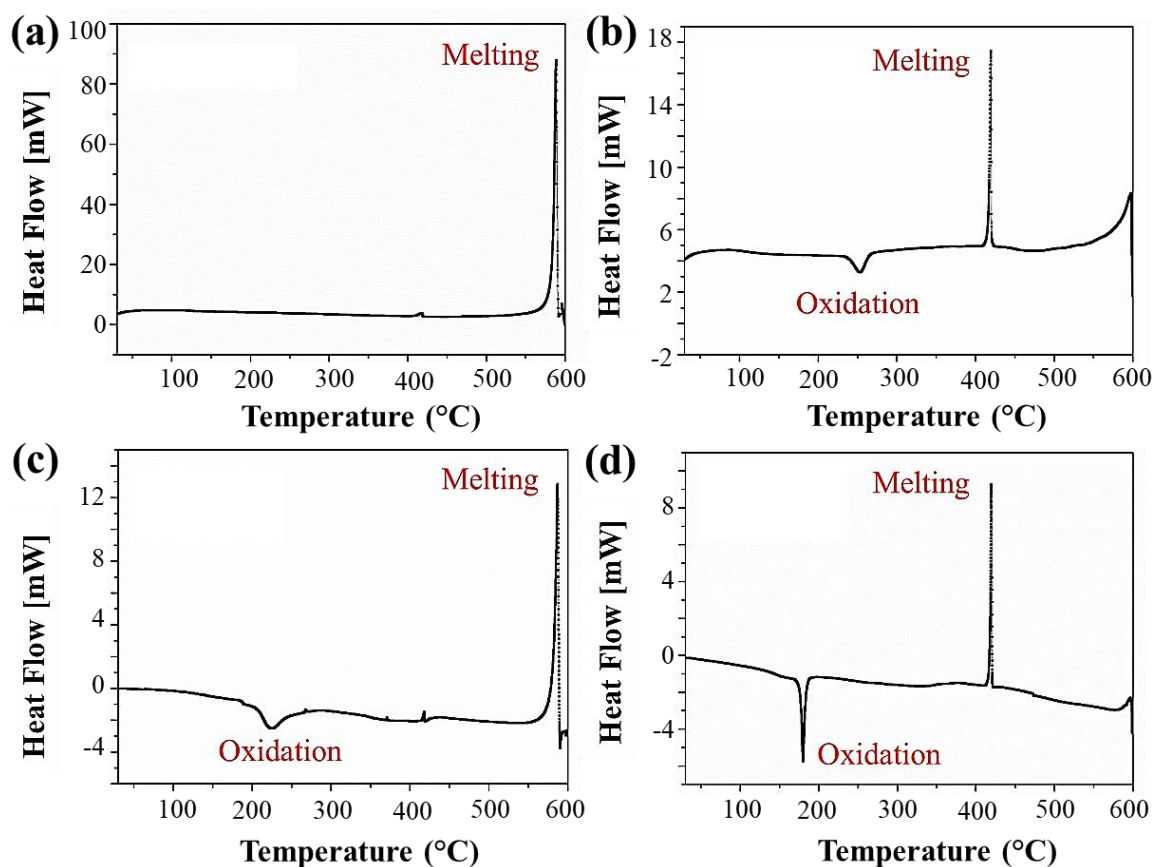 (a)
Melting
Heat Flow [mW]
100
80
60
40
20
0
100 200 300 400 500 600
Temperature (°C)
(b)
Melting
Oxidation
Heat Flow [mW]
18
14
10
6
2
-2
100 200 300 400 500 600
Temperature (°C)
(c)
Melting
Oxidation
Heat Flow [mW]
12
8
4
0
-4
100 200 300 400 500 600
Temperature (°C)
(d)
Melting
Oxidation
Heat Flow [mW]
8
4
0
-4
100 200 300 400 500 600
Temperature (°C)